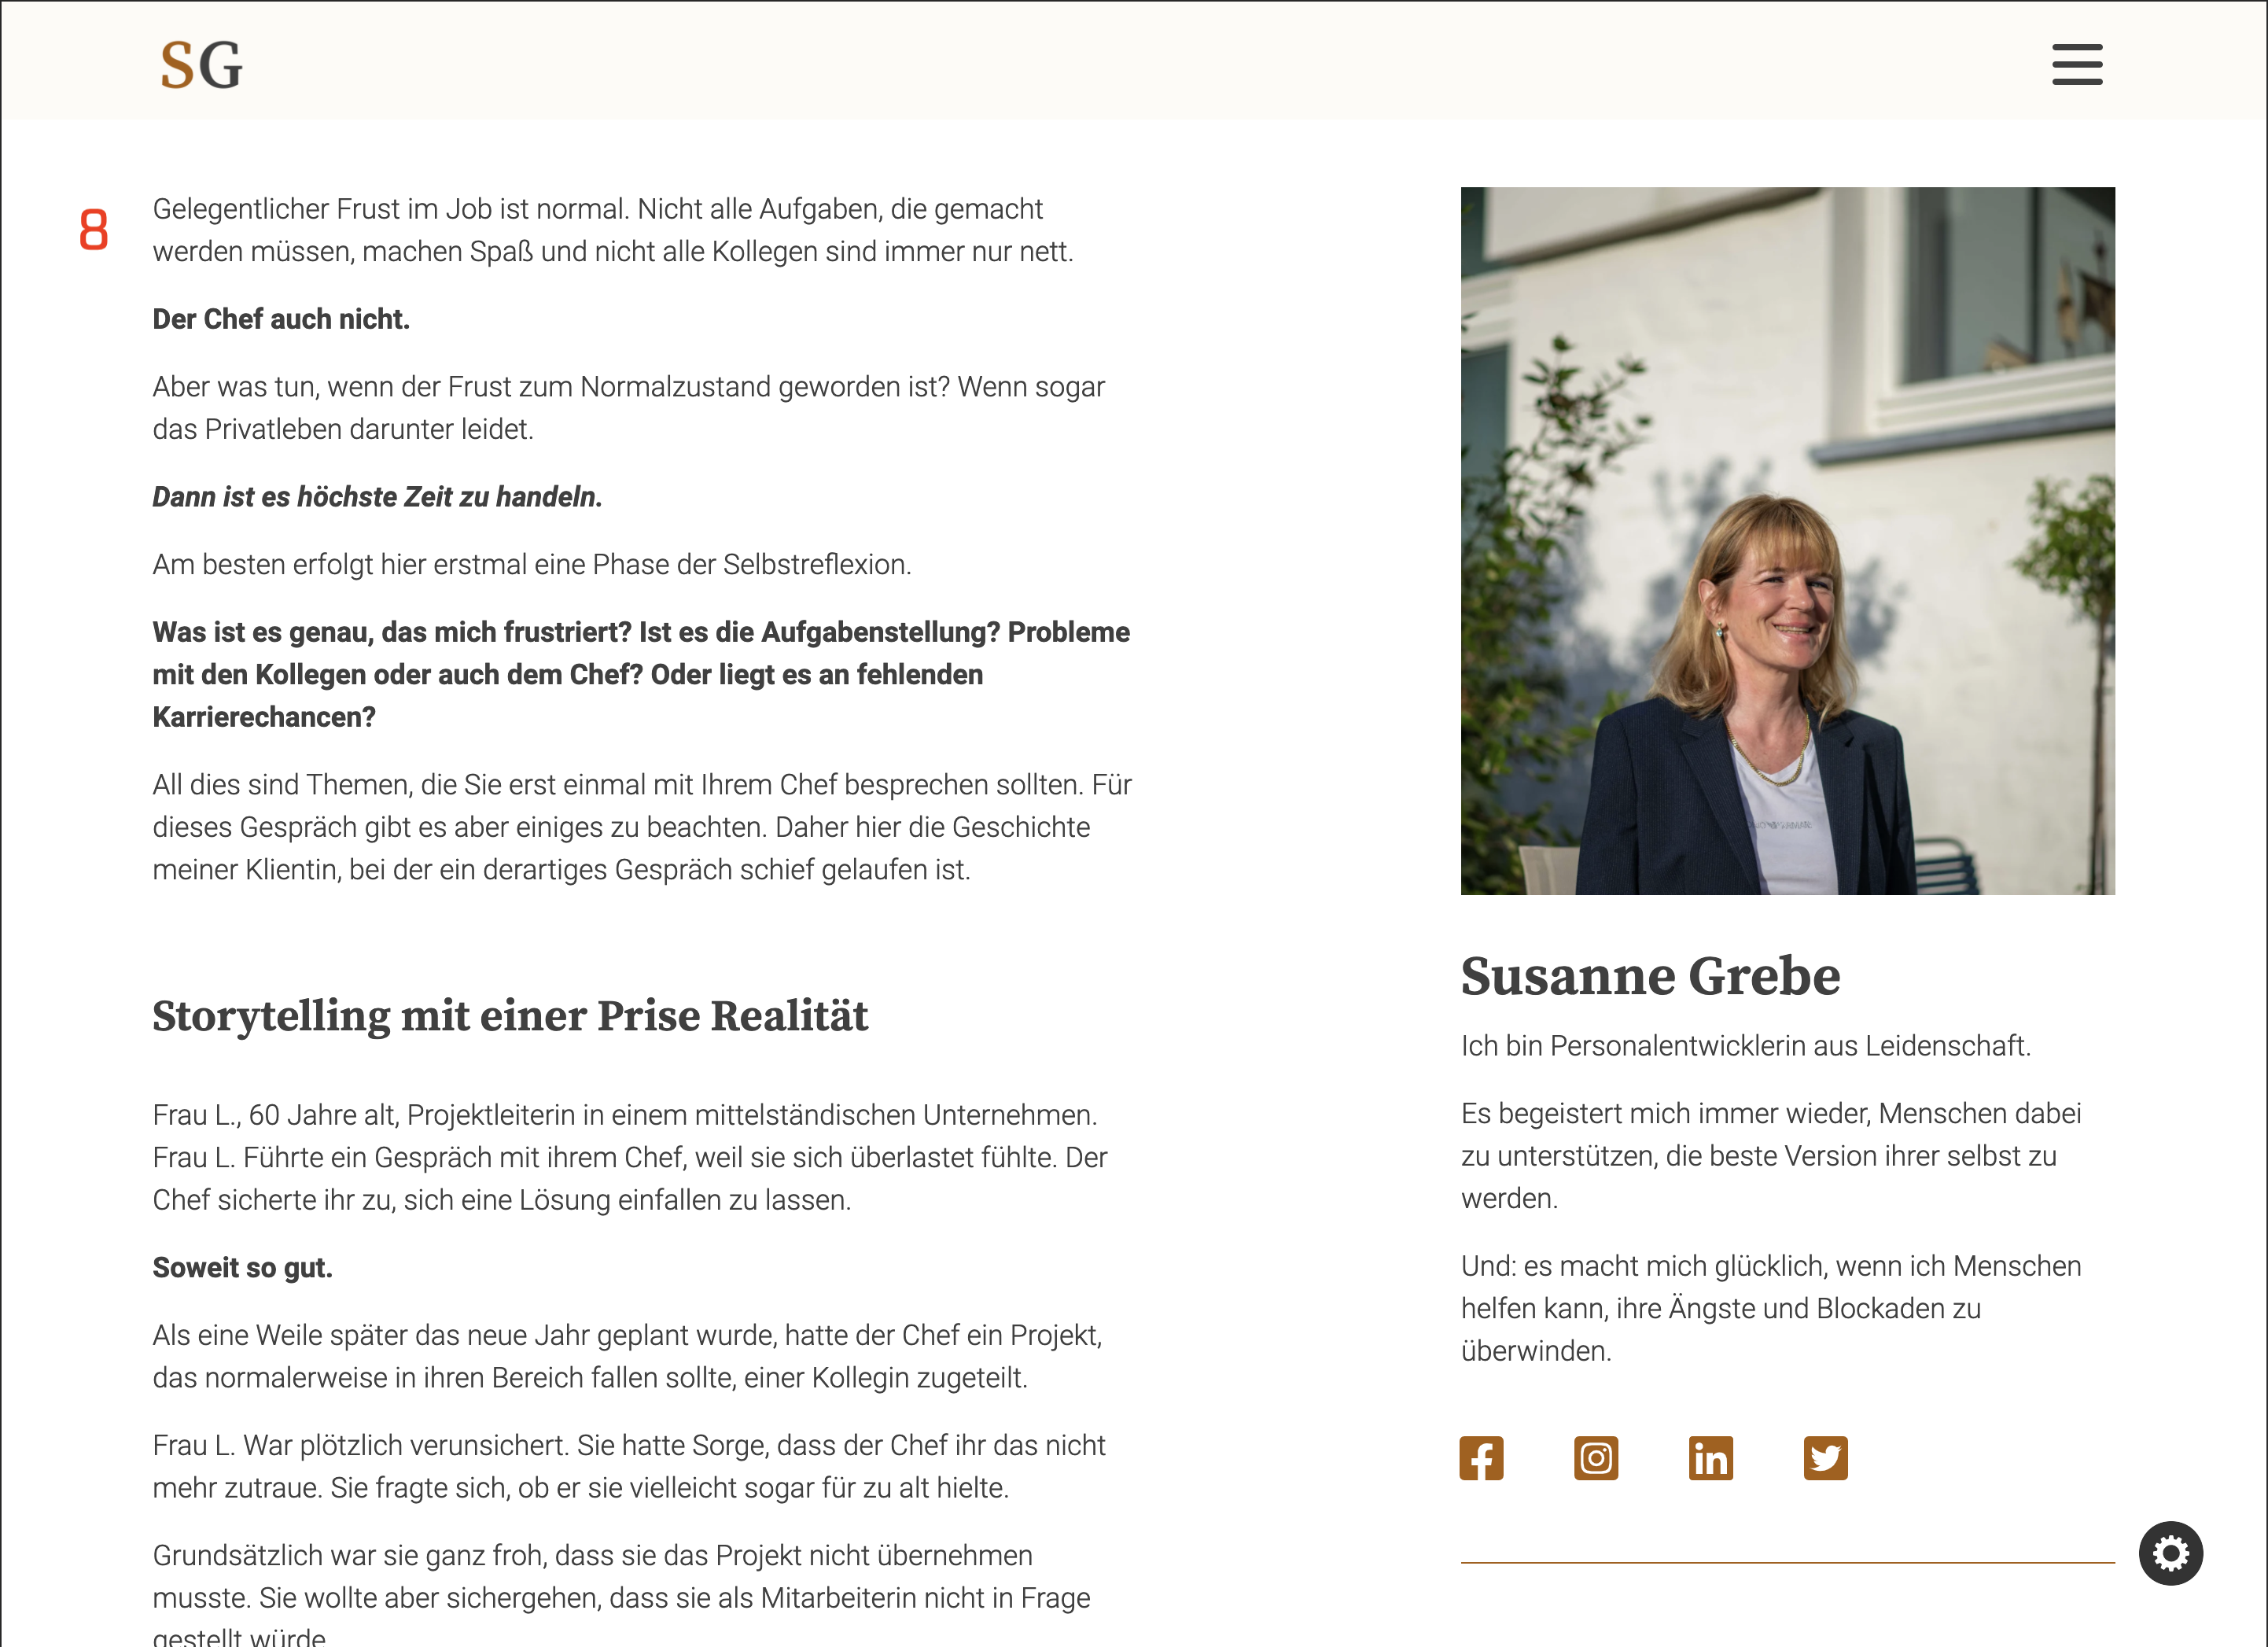 SG
8
Gelegentlicher Frust im Job ist normal. Nicht alle Aufgaben, die gemacht
werden müssen, machen Spaß und nicht alle Kollegen sind immer nur nett.
Der Chef auch nicht.
Aber was tun, wenn der Frust zum Normalzustand geworden ist? Wenn sogar
das Privatleben darunter leidet.
Dann ist es höchste Zeit zu handeln.
Am besten erfolgt hier erstmal eine Phase der Selbstreflexion.
Was ist es genau, das mich frustriert? Ist es die Aufgabenstellung? Probleme
mit den Kollegen oder auch dem Chef? Oder liegt es an fehlenden
Karrierechancen?
All dies sind Themen, die Sie erst einmal mit Ihrem Chef besprechen sollten. Für
dieses Gespräch gibt es aber einiges zu beachten. Daher hier die Geschichte
meiner Klientin, bei der ein derartiges Gespräch schief gelaufen ist.
Storytelling mit einer Prise Realität
Frau L., 60 Jahre alt, Projektleiterin in einem mittelständischen Unternehmen.
Frau L. Führte ein Gespräch mit ihrem Chef, weil sie sich überlastet fühlte. Der
Chef sicherte ihr zu, sich eine Lösung einfallen zu lassen.
Soweit so gut.
Als eine Weile später das neue Jahr geplant wurde, hatte der Chef ein Projekt,
das normalerweise in ihren Bereich fallen sollte, einer Kollegin zugeteilt.
Frau L. War plötzlich verunsichert. Sie hatte Sorge, dass der Chef ihr das nicht
mehr zutraue. Sie fragte sich, ob er sie vielleicht sogar für zu alt hielte.
Grundsätzlich war sie ganz froh, dass sie das Projekt nicht übernehmen
musste. Sie wollte aber sichergehen, dass sie als Mitarbeiterin nicht in Frage
gestellt würde
Susanne Grebe
Ich bin Personalentwicklerin aus Leidenschaft.
Es begeistert mich immer wieder, Menschen dabei
zu unterstützen, die beste Version ihrer selbst zu
werden.
Und: es macht mich glücklich, wenn ich Menschen
helfen kann, ihre Ängste und Blockaden zu
überwinden.